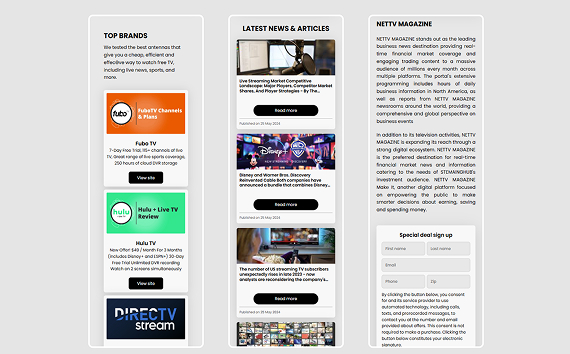 TOP BRANDS
We tested the best antennas that
give you a cheap, efficient and
effective way to watch free TV,
including live news, sports, and
more.
fubo
FuboTV Channels
& Plans
Fubo TV
7-Day Free Trial, 115+ channels of live
TV, Great range of live sports coverage,
250 hours of cloud DVR storage
View site
hulu
Hulu + Live TV
Review
Hulu TV
Now Offer! $49 / Month For 3 Months
(Includes Disney+ and ESPN+) 30-Day
Free Trial Unlimited DVR recording
Watch on 2 screens simultaneously
View site
DIRECTV
stream
LATEST NEWS & ARTICLES
Live Streaming Market Competitive
Landscape: Major Players, Competitor Market
Shares, And Player Strategies – By The...
Read more
Published on 29 May, 2024
Disney+
Disney and Warner Bros. Discovery
Reinvented Cable Both companies have
announced a bundle that combines Disney...
Read more
Published on 29 May, 2024
The number of US streaming TV subscribers
unexpectedly rises in late 2023 - now
analysts are reconsidering the company's...
Read more
Published on 29 May, 2024
NETTV MAGAZINE
NETTV MAGAZINE stands out as the leading
business news destination providing real-
time financial market coverage and
engaging trading content to a massive
audience of millions every month across
multiple platforms. The portal's extensive
programming includes hours of daily
business information in North America, as
well as reports from NETTV MAGAZINE
newsrooms around the world, providing a
comprehensive and global perspective on
business events
In addition to its television activities, NETTV
MAGAZINE is expanding its reach through a
strong digital ecosystem. NETTV MAGAZINE
is the preferred destination for real-time
financial market news and information
catering to the needs of STEMAINDHUB's
investment audience. NETTV MAGAZINE
Make it, another digital platform focused
on empowering the public to make
smarter decisions about earning, saving
and spending money.
Special deal sign up
First name
Last name
Email
Phone
Zip
By clicking the button below, you consent
for and its service provider to use
automated technology, including calls,
texts, and prerecorded messages, to
contact you at the number and email
provided about offers. This consent is not
required to make a purchase. Clicking the
button below constitutes your electronic
signature.